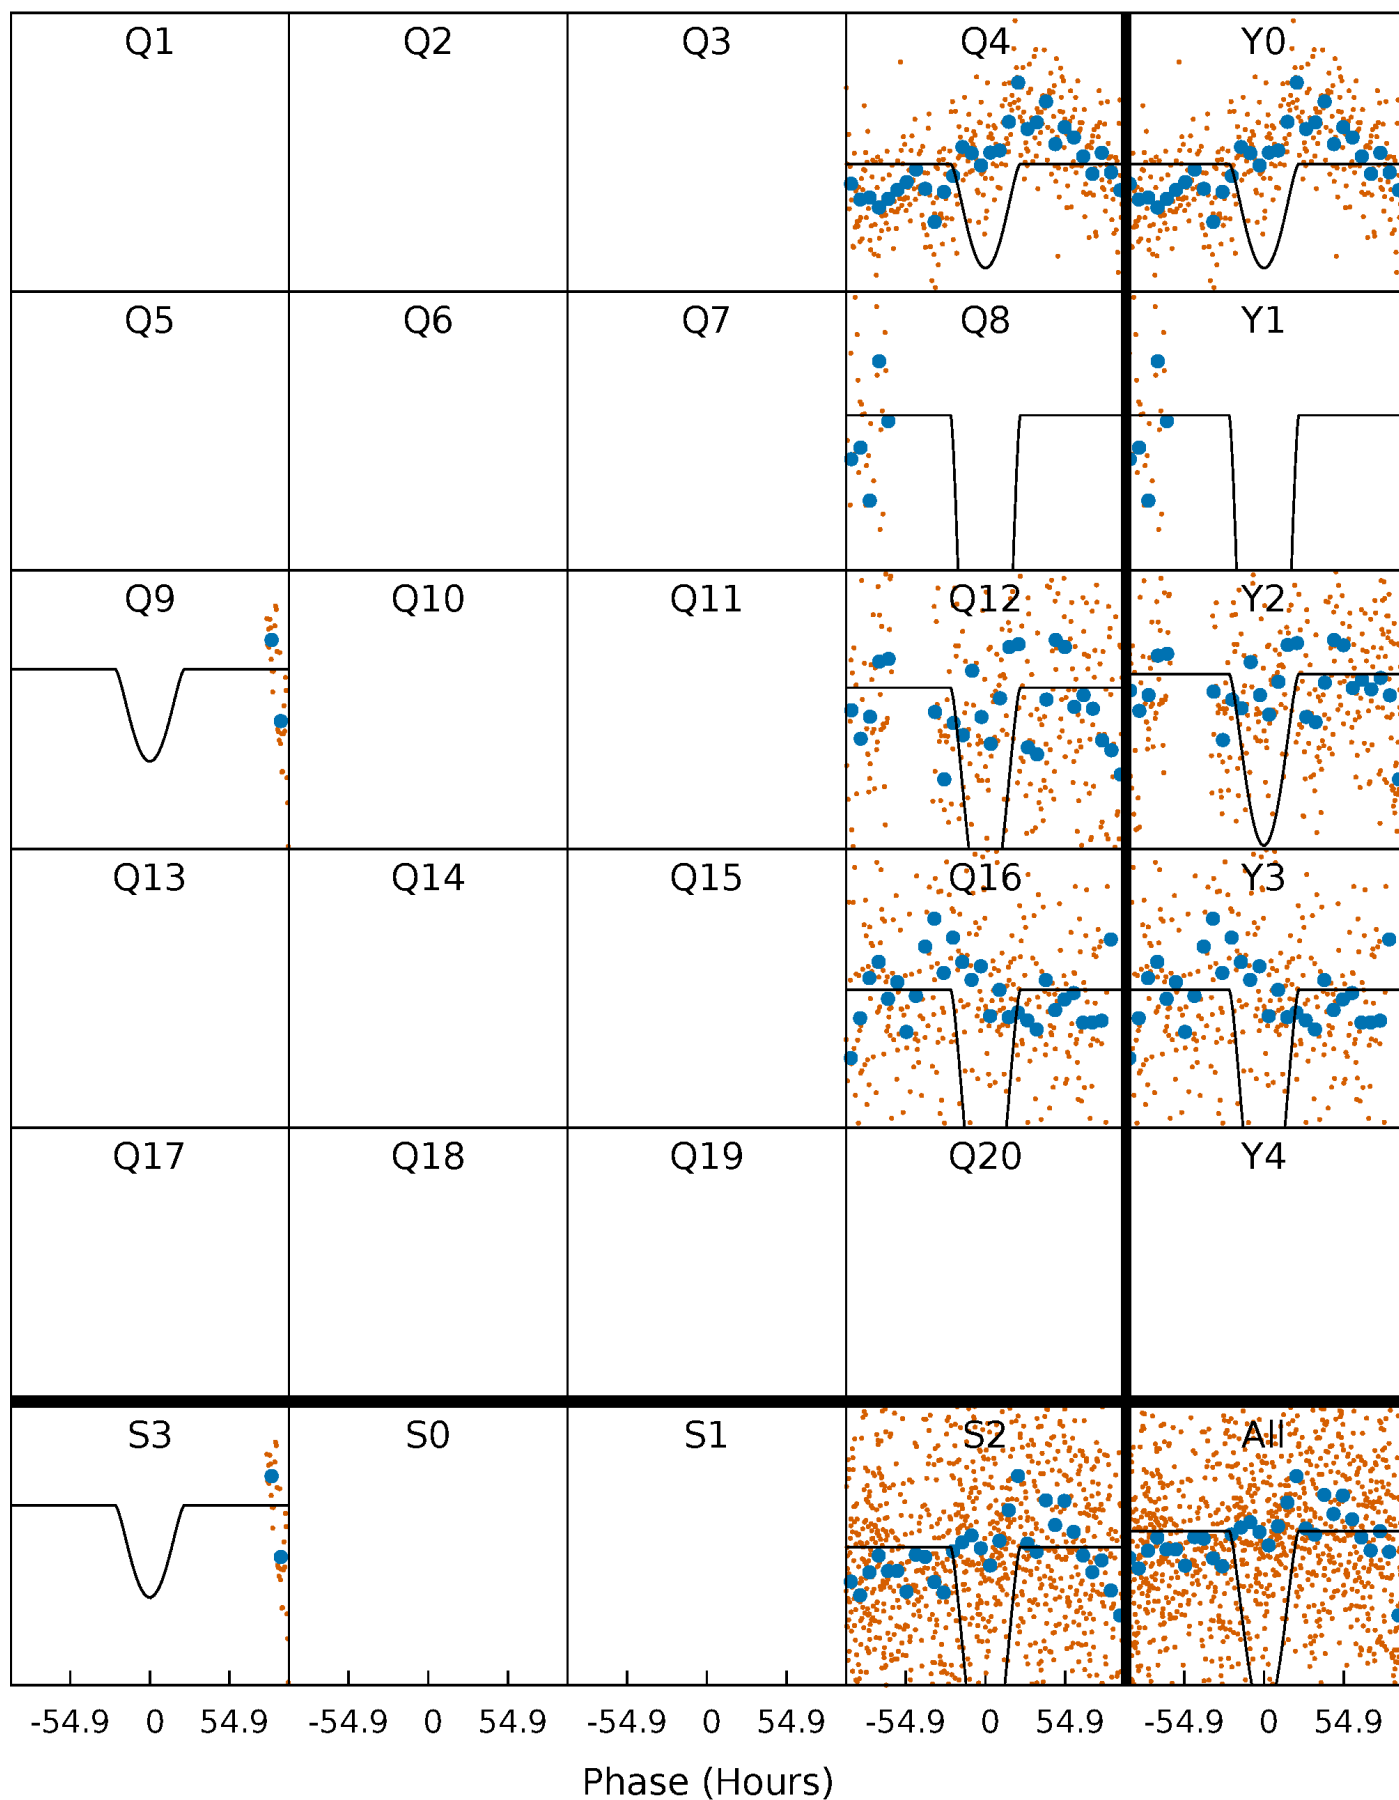 Q1 Q2 Q3 Q4 Y0
Q5 Q6 Q7 Q8 Y1
Q9 Q10 Q11 Q12 Y2
Q13 Q14 Q15 Q16 Y3
Q17 Q18 Q19 Q20 Y4
S3 S0 S1 S2 All
-54.9 0 54.9 -54.9 0 54.9 -54.9 0 54.9 -54.9 0 54.9 -54.9 0 54.9
Phase (Hours)